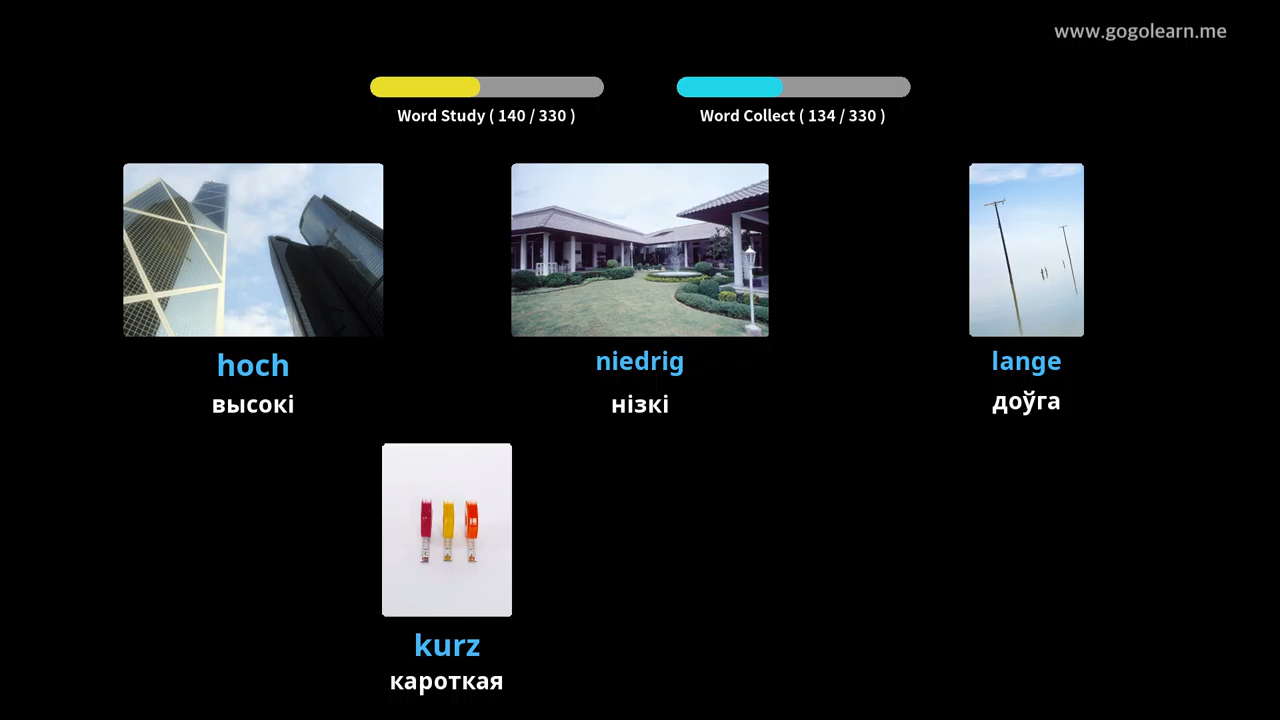 www.gogolearn.me
Word Study ( 140 / 330 )
Word Collect ( 134 / 330 )
hoch
высокі
niedrig
нізкі
lange
доўга
kurz
кароткая